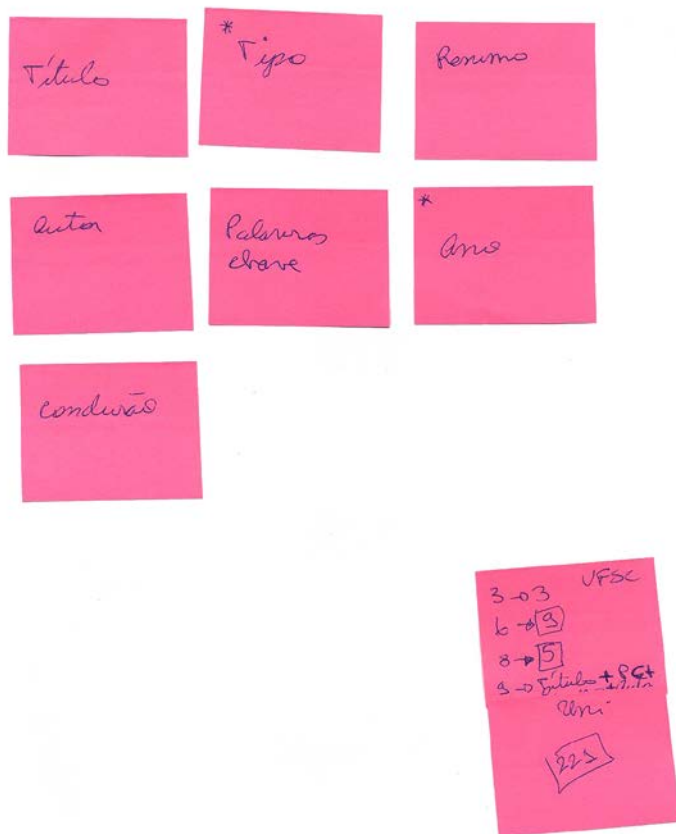 Título
* Tipo
Resumo
autor
Palavras
chave
*
Ano
conclusão
UFSC
3 → 3
6 → 9
8 → 5
9 → Título + PC+
Uni
221